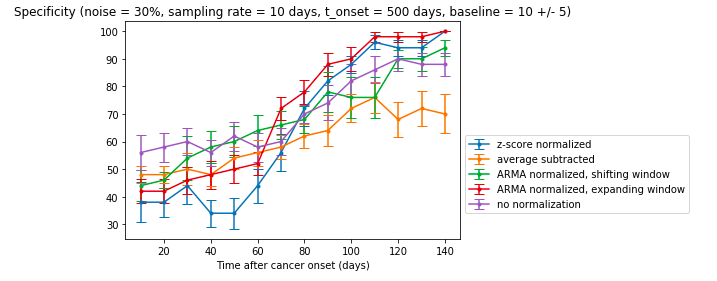 Specificity (noise = 30%, sampling rate = 10 days, t_onset = 500 days, baseline = 10 +/- 5)
100
90
80
70
60
50
40
30
20 40 60 80 100 120 140
Time after cancer onset (days)
z-score normalized
average subtracted
ARMA normalized, shifting window
ARMA normalized, expanding window
no normalization